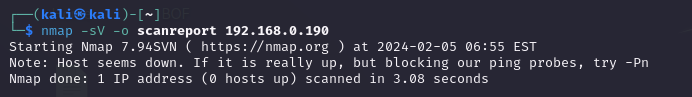 ┌──(kali㉿kali)-[~]
└─$ nmap -sV -o scanreport 192.168.0.190
Starting Nmap 7.94SVN ( https://nmap.org ) at 2024-02-05 06:55 EST
Note: Host seems down. If it is really up, but blocking our ping probes, try -Pn
Nmap done: 1 IP address (0 hosts up) scanned in 3.08 seconds